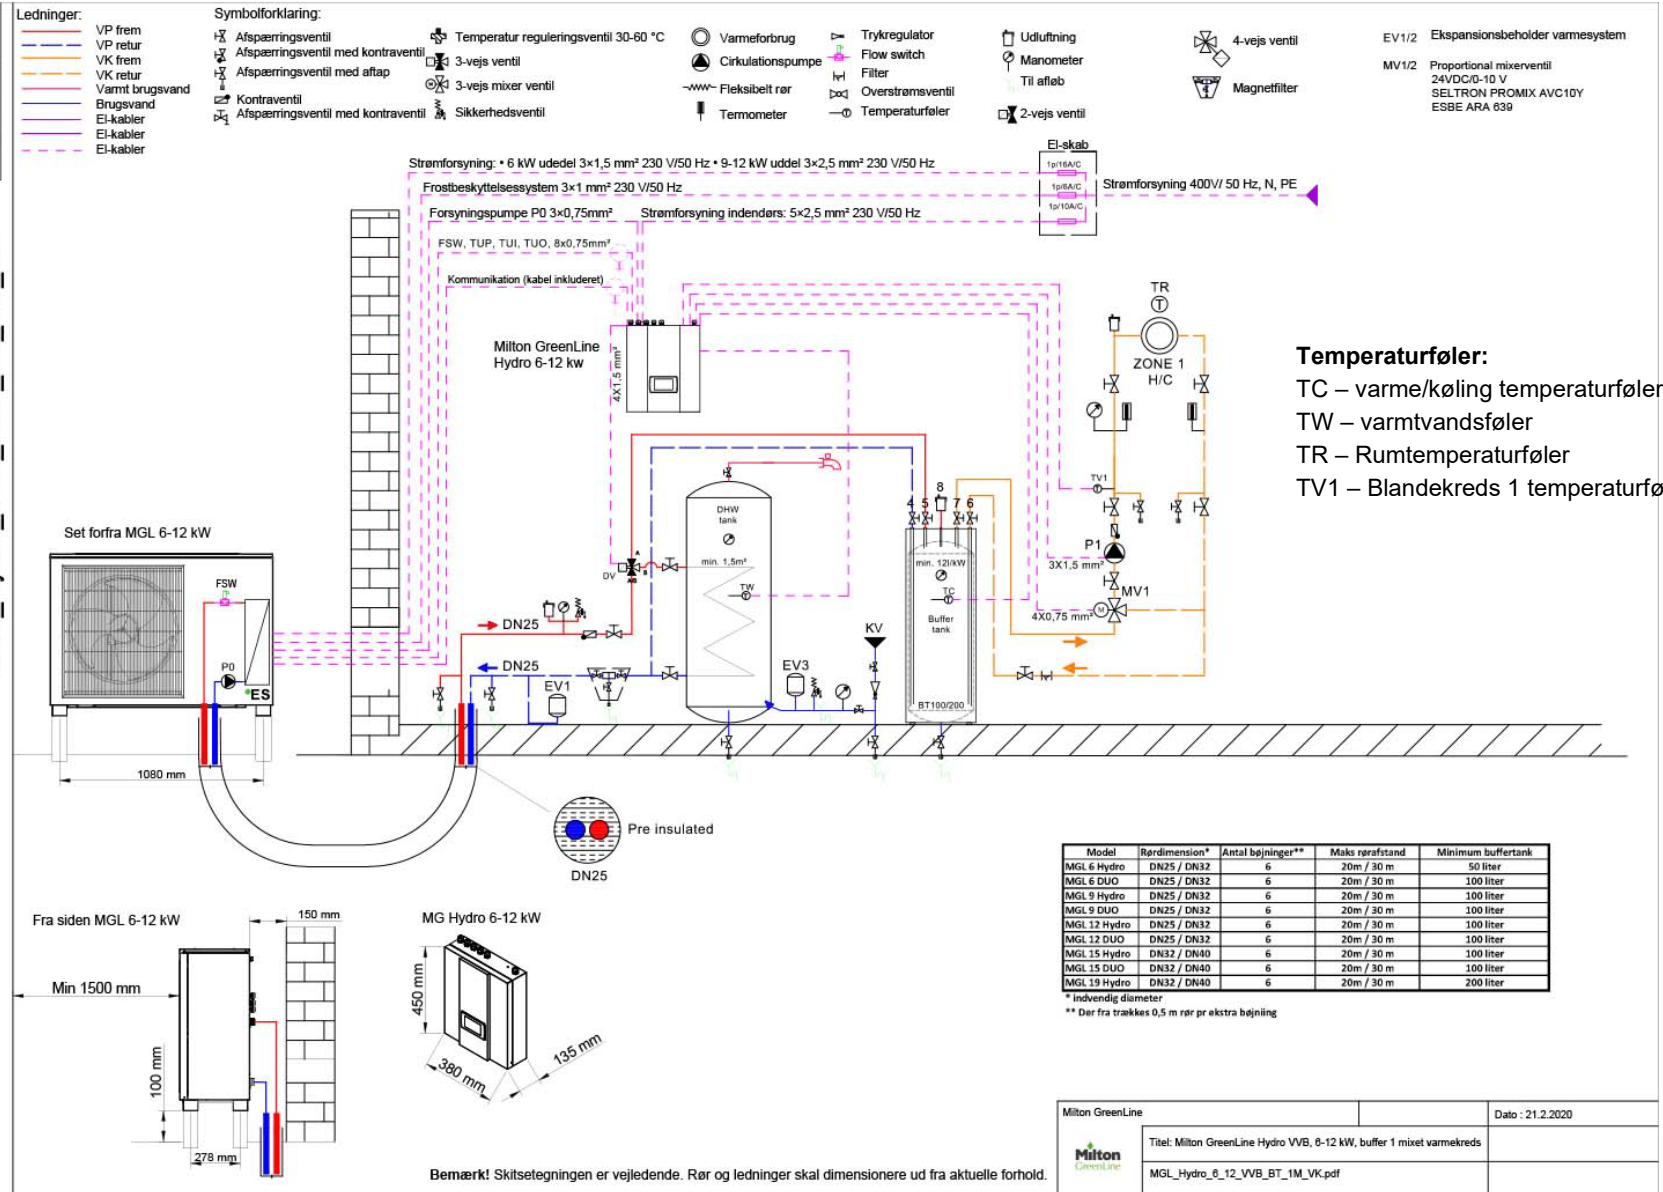 Ledninger:
VP frem
VP retur
VK frem
VK retur
Varmt brugsvand
Brugsvand
El-kabler
El-kabler
El-kabler
Symbolforklaring:
Afspærringsventil
Afspærringsventil med kontraventil
Afspærringsventil med aftap
Kontraventil
Afspærringsventil med kontraventil
Temperatur reguleringsventil 30-60 °C
3-vejs ventil
3-vejs mixer ventil
Sikkerhedsventil
Varmeforbrug
Cirkulationspumpe
Fleksibelt rør
Termometer
Trykregulator
Flow switch
Filter
Overstrømsventil
Temperaturføler
Udluftning
Manometer
Til afløb
2-vejs ventil
4-vejs ventil
Magnetfilter
EV1/2 Ekspansionsbeholder varmesystem
MV1/2 Proportional mixerventil
24VDC/0-10 V
SELTRON PROMIX AVC10Y
ESBE ARA 639
El-skab
1p/16A/C
1p/6A/C
1p/10A/C
Strømforsyning: • 6 kW udedel 3×1,5 mm² 230 V/50 Hz • 9-12 kW uddel 3×2,5 mm² 230 V/50 Hz
Frostbeskyttelsessystem 3×1 mm² 230 V/50 Hz
Strømforsyning 400V/ 50 Hz, N, PE
Forsyningspumpe P0 3×0,75mm²
Strømforsyning indendørs: 5×2,5 mm² 230 V/50 Hz
FSW, TUP, TUI, TUO, 8x0,75mm²
Kommunikation (kabel inkluderet)
Milton GreenLine
Hydro 6-12 kw
4X1,5 mm²
TR
T
ZONE 1
H/C
Temperaturføler:
TC – varme/køling temperaturføler
TW – varmtvandsføler
TR – Rumtemperaturføler
TV1 – Blandekreds 1 temperaturfø
TV1
T
P1
3X1,5 mm²
MV1
M
4X0,75 mm²
4 5 8 7 6
DHW
tank
min. 1,5m²
TW
T
min. 12l/kW
TC
T
Buffer
tank
BT100/200
DV
A
B
AB
DN25
DN25
EV1
EV3
KV
Set forfra MGL 6-12 kW
FSW
P0
ES
1080 mm
Pre insulated
DN25
Fra siden MGL 6-12 kW
150 mm
Min 1500 mm
100 mm
278 mm
MG Hydro 6-12 kW
450 mm
380 mm
135 mm
Model Rørdimension* Antal bøjninger** Maks rørafstand Minimum buffertank
MGL 6 Hydro DN25 / DN32 6 20m / 30 m 50 liter
MGL 6 DUO DN25 / DN32 6 20m / 30 m 100 liter
MGL 9 Hydro DN25 / DN32 6 20m / 30 m 100 liter
MGL 9 DUO DN25 / DN32 6 20m / 30 m 100 liter
MGL 12 Hydro DN25 / DN32 6 20m / 30 m 100 liter
MGL 12 DUO DN25 / DN32 6 20m / 30 m 100 liter
MGL 15 Hydro DN32 / DN40 6 20m / 30 m 100 liter
MGL 15 DUO DN32 / DN40 6 20m / 30 m 100 liter
MGL 19 Hydro DN32 / DN40 6 20m / 30 m 200 liter
* indvendig diameter
** Der fra trækkes 0,5 m rør pr ekstra bøjning
Bemærk! Skitsetegningen er vejledende. Rør og ledninger skal dimensionere ud fra aktuelle forhold.
Milton GreenLine
Dato : 21.2.2020
Milton
GreenLine
Titel: Milton GreenLine Hydro VVB, 6-12 kW, buffer 1 mixet varmekreds
MGL_Hydro_6_12_VVB_BT_1M_VK.pdf